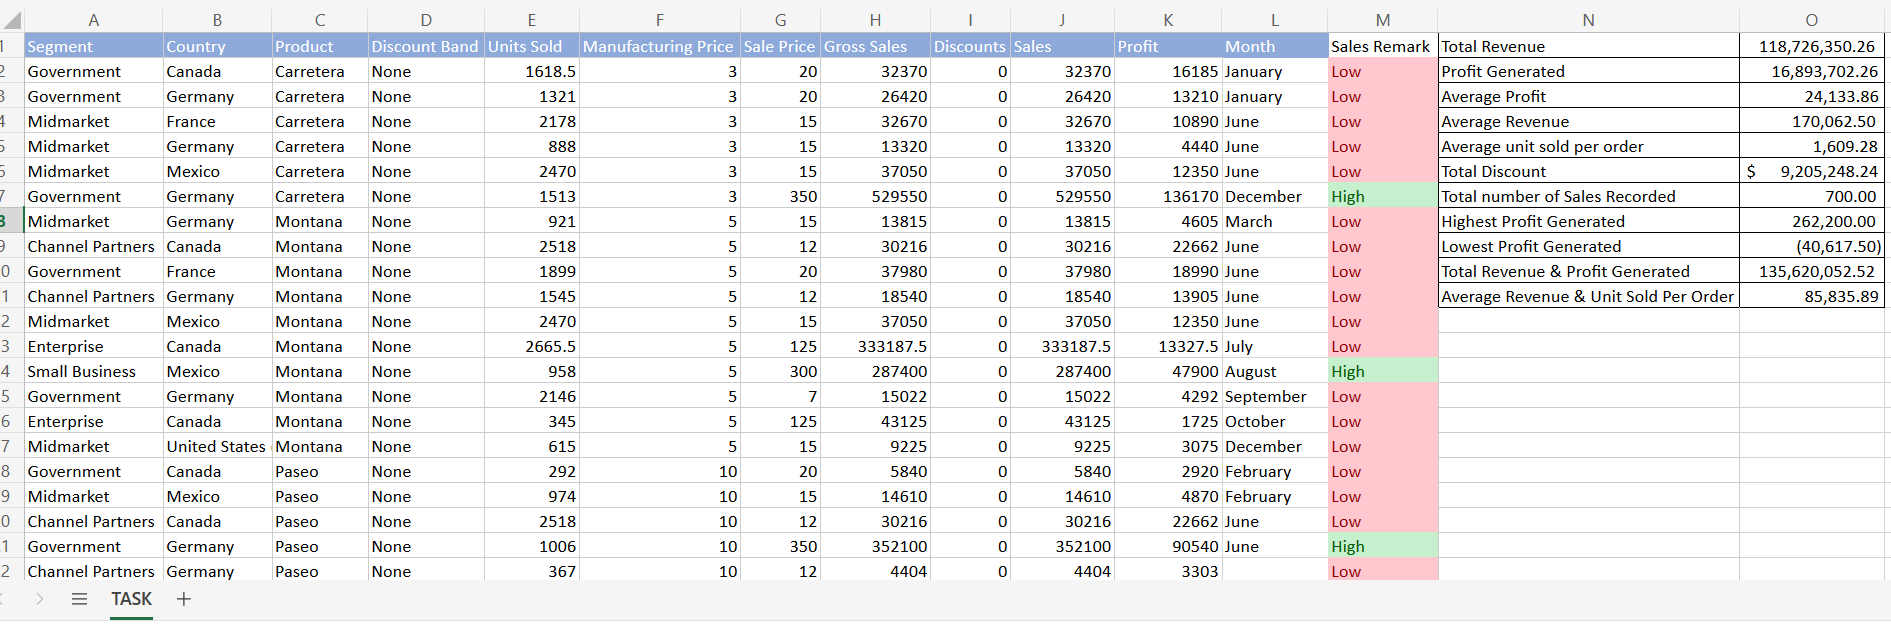 A B C D E F G H I J K L M N O
1 Segment Country Product Discount Band Units Sold Manufacturing Price Sale Price Gross Sales Discounts Sales Profit Month Sales Remark Total Revenue 118,726,350.26
2 Government Canada Carretera None 1618.5 3 20 32370 0 32370 16185 January Low Profit Generated 16,893,702.26
3 Government Germany Carretera None 1321 3 20 26420 0 26420 13210 January Low Average Profit 24,133.86
4 Midmarket France Carretera None 2178 3 15 32670 0 32670 10890 June Low Average Revenue 170,062.50
5 Midmarket Germany Carretera None 888 3 15 13320 0 13320 4440 June Low Average unit sold per order 1,609.28
6 Midmarket Mexico Carretera None 2470 3 15 37050 0 37050 12350 June Low Total Discount $ 9,205,248.24
7 Government Germany Carretera None 1513 3 350 529550 0 529550 136170 December High Total number of Sales Recorded 700.00
8 Midmarket Germany Montana None 921 5 15 13815 0 13815 4605 March Low Highest Profit Generated 262,200.00
9 Channel Partners Canada Montana None 2518 5 12 30216 0 30216 22662 June Low Lowest Profit Generated (40,617.50)
0 Government France Montana None 1899 5 20 37980 0 37980 18990 June Low Total Revenue & Profit Generated 135,620,052.52
1 Channel Partners Germany Montana None 1545 5 12 18540 0 18540 13905 June Low Average Revenue & Unit Sold Per Order 85,835.89
2 Midmarket Mexico Montana None 2470 5 15 37050 0 37050 12350 June Low
3 Enterprise Canada Montana None 2665.5 5 125 333187.5 0 333187.5 13327.5 July Low
4 Small Business Mexico Montana None 958 5 300 287400 0 287400 47900 August High
5 Government Germany Montana None 2146 5 7 15022 0 15022 4292 September Low
6 Enterprise Canada Montana None 345 5 125 43125 0 43125 1725 October Low
7 Midmarket United States Montana None 615 5 15 9225 0 9225 3075 December Low
8 Government Canada Paseo None 292 10 20 5840 0 5840 2920 February Low
9 Midmarket Mexico Paseo None 974 10 15 14610 0 14610 4870 February Low
0 Channel Partners Canada Paseo None 2518 10 12 30216 0 30216 22662 June Low
1 Government Germany Paseo None 1006 10 350 352100 0 352100 90540 June High
2 Channel Partners Germany Paseo None 367 10 12 4404 0 4404 3303 Low
TASK